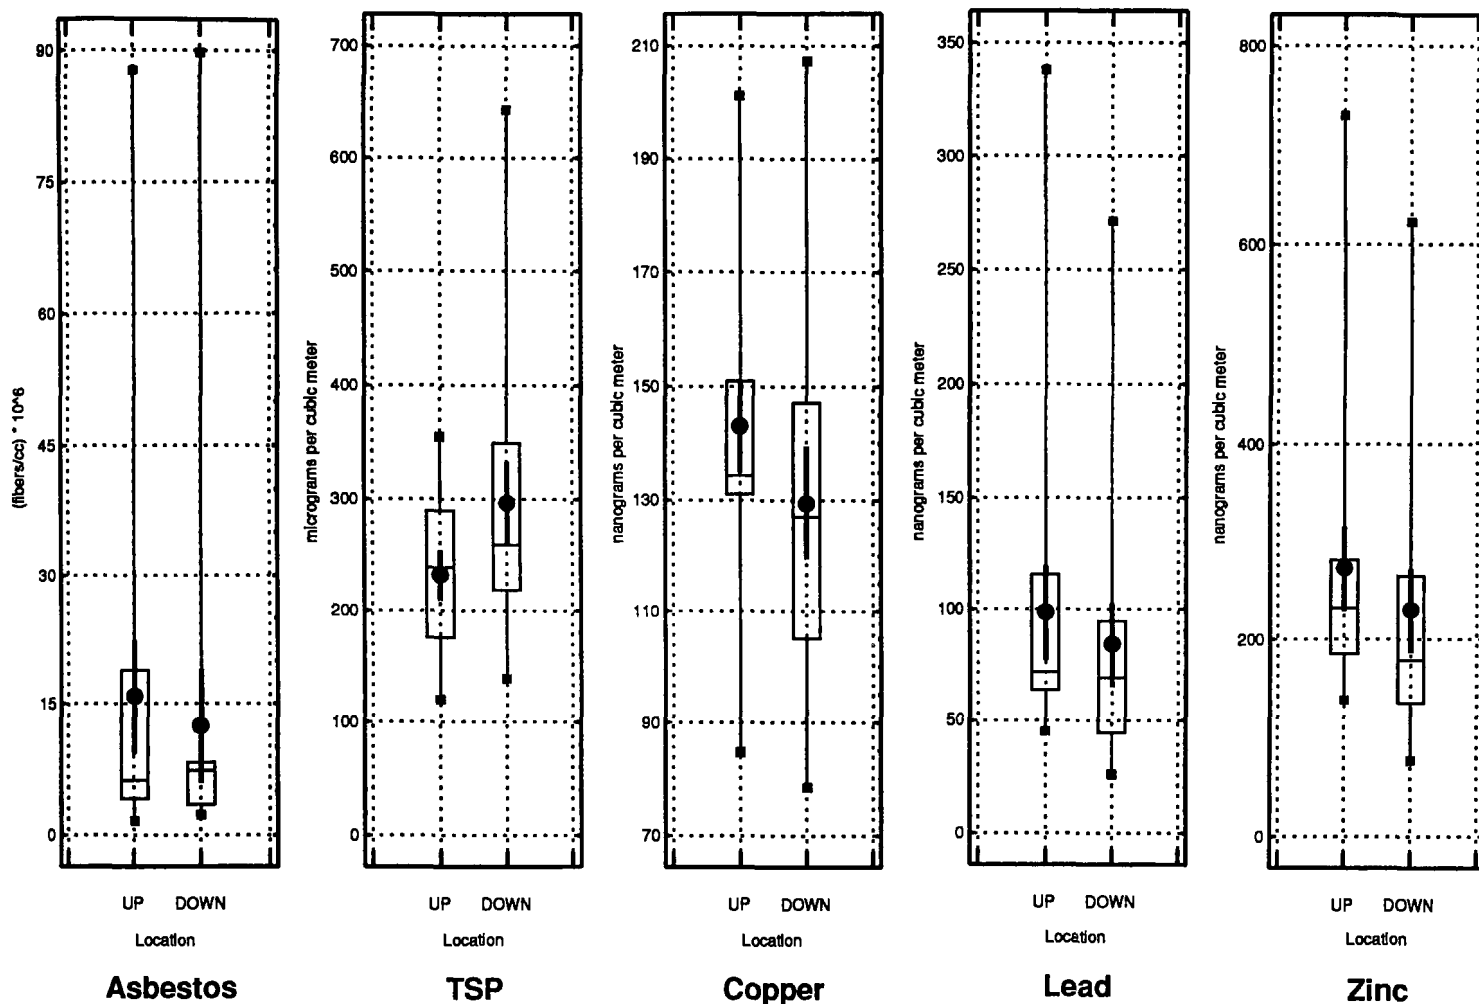 (fibers/cc) * 10^6
90
75
60
45
30
15
0
UP DOWN
Location
Asbestos
micrograms per cubic meter
700
600
500
400
300
200
100
0
UP DOWN
Location
TSP
nanograms per cubic meter
210
190
170
150
130
110
90
70
UP DOWN
Location
Copper
nanograms per cubic meter
350
300
250
200
150
100
50
0
UP DOWN
Location
Lead
nanograms per cubic meter
800
600
400
200
0
UP DOWN
Location
Zinc